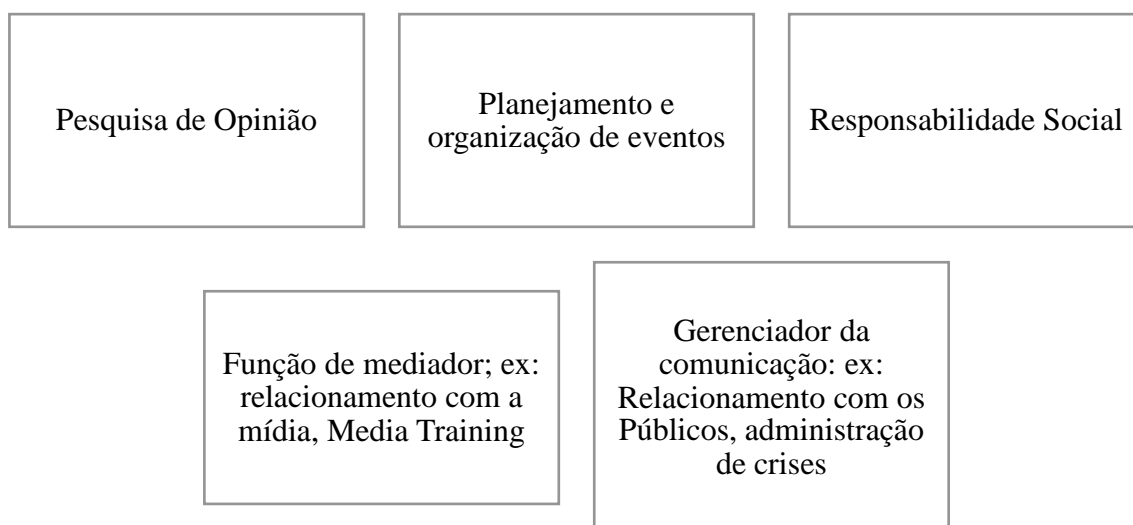 Pesquisa de Opinião
Planejamento e
organização de eventos
Responsabilidade Social
Função de mediador; ex:
relacionamento com a
mídia, Media Training
Gerenciador da
comunicação: ex:
Relacionamento com os
Públicos, administração
de crises